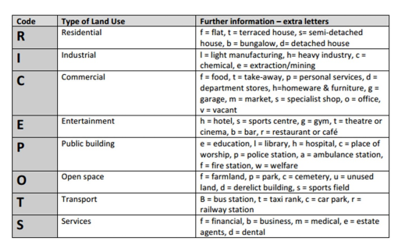 Code Type of Land Use Further information – extra letters
R Residential f = flat, t = terraced house, s= semi-detached
house, b = bungalow, d= detached house
I Industrial l = light manufacturing, h= heavy industry, c =
chemical, e = extraction/mining
C Commercial f = food, t = take-away, p = personal services, d =
department stores, h=homeware & furniture, g =
garage, m = market, s = specialist shop, o = office,
v = vacant
E Entertainment h = hotel, s = sports centre, g = gym, t = theatre or
cinema, b = bar, r = restaurant or café
P Public building e = education, l = library, h = hospital, c = place of
worship, p = police station, a = ambulance station,
f = fire station, w = welfare
O Open space f = farmland, p = park, c = cemetery, u = unused
land, d = derelict building, s = sports field
T Transport B = bus station, t = taxi rank, c = car park, r =
railway station
S Services f = financial, b = business, m = medical, e = estate
agents, d = dental